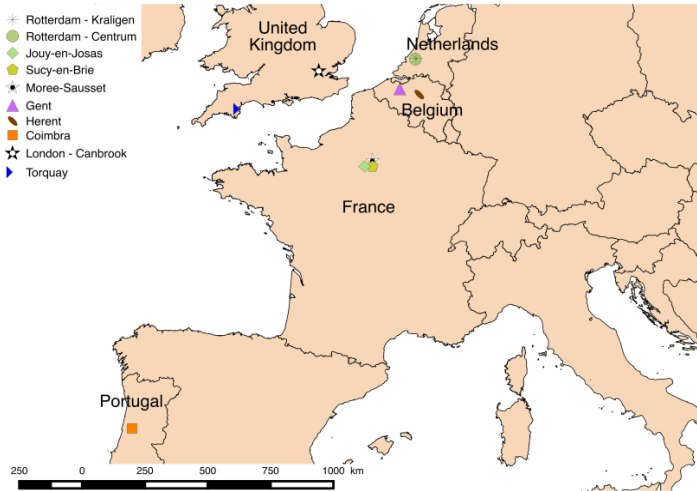 Rotterdam - Kraligen
Rotterdam - Centrum
Jouy-en-Josas
Sucy-en-Brie
Moree-Sausset
Gent
Herent
Coimbra
London - Canbrook
Torquay
United
Kingdom
Netherlands
Belgium
France
Portugal
250 0 250 500 750 1000 km